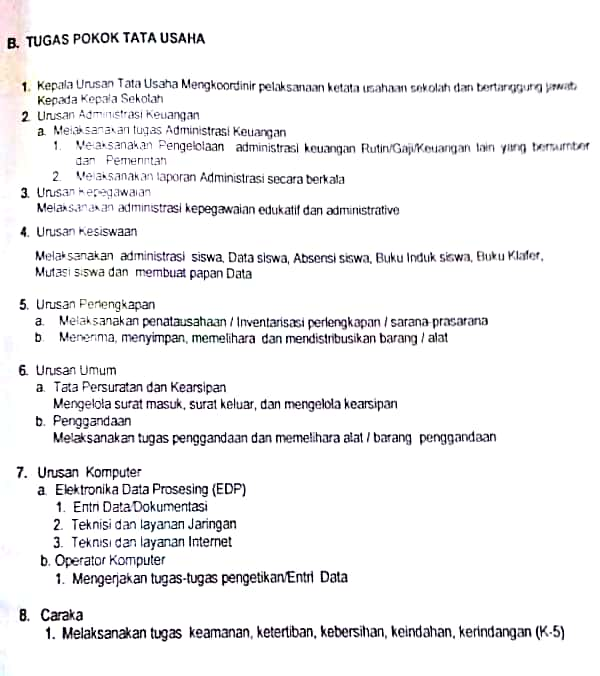 B. TUGAS POKOK TATA USAHA
1. Kepala Urusan Tata Usaha Mengkoordinir pelaksanaan ketata usahaan sekolah dan bertanggung jawab
Kepada Kepala Sekolah
2. Urusan Administrasi Keuangan
a. Melaksanakan tugas Administrasi Keuangan
1. Melaksanakan Pengelolaan administrasi keuangan Rutin/Gaji/Keuangan lain yang bersumber
dari Pemerintah
2. Melaksanakan laporan Administrasi secara berkala
3. Urusan Kepegawaian
Melaksanakan administrasi kepegawaian edukatif dan administrative
4. Urusan Kesiswaan
Melaksanakan administrasi siswa, Data siswa, Absensi siswa, Buku Induk siswa, Buku Klafer,
Mutasi siswa dan membuat papan Data
5. Urusan Perlengkapan
a. Melaksanakan penatausahaan / Inventarisasi perlengkapan / sarana-prasarana
b. Menerima, menyimpan, memelihara dan mendistribusikan barang / alat
6. Urusan Umum
a. Tata Persuratan dan Kearsipan
Mengelola surat masuk, surat keluar, dan mengelola kearsipan
b. Penggandaan
Melaksanakan tugas penggandaan dan memelihara alat / barang penggandaan
7. Urusan Komputer
a. Elektronika Data Prosesing (EDP)
1. Entri Data/Dokumentasi
2. Teknisi dan layanan Jaringan
3. Teknisi dan layanan Internet
b. Operator Komputer
1. Mengerjakan tugas-tugas pengetikan/Entri Data
8. Caraka
1. Melaksanakan tugas keamanan, ketertiban, kebersihan, keindahan, kerindangan (K-5)